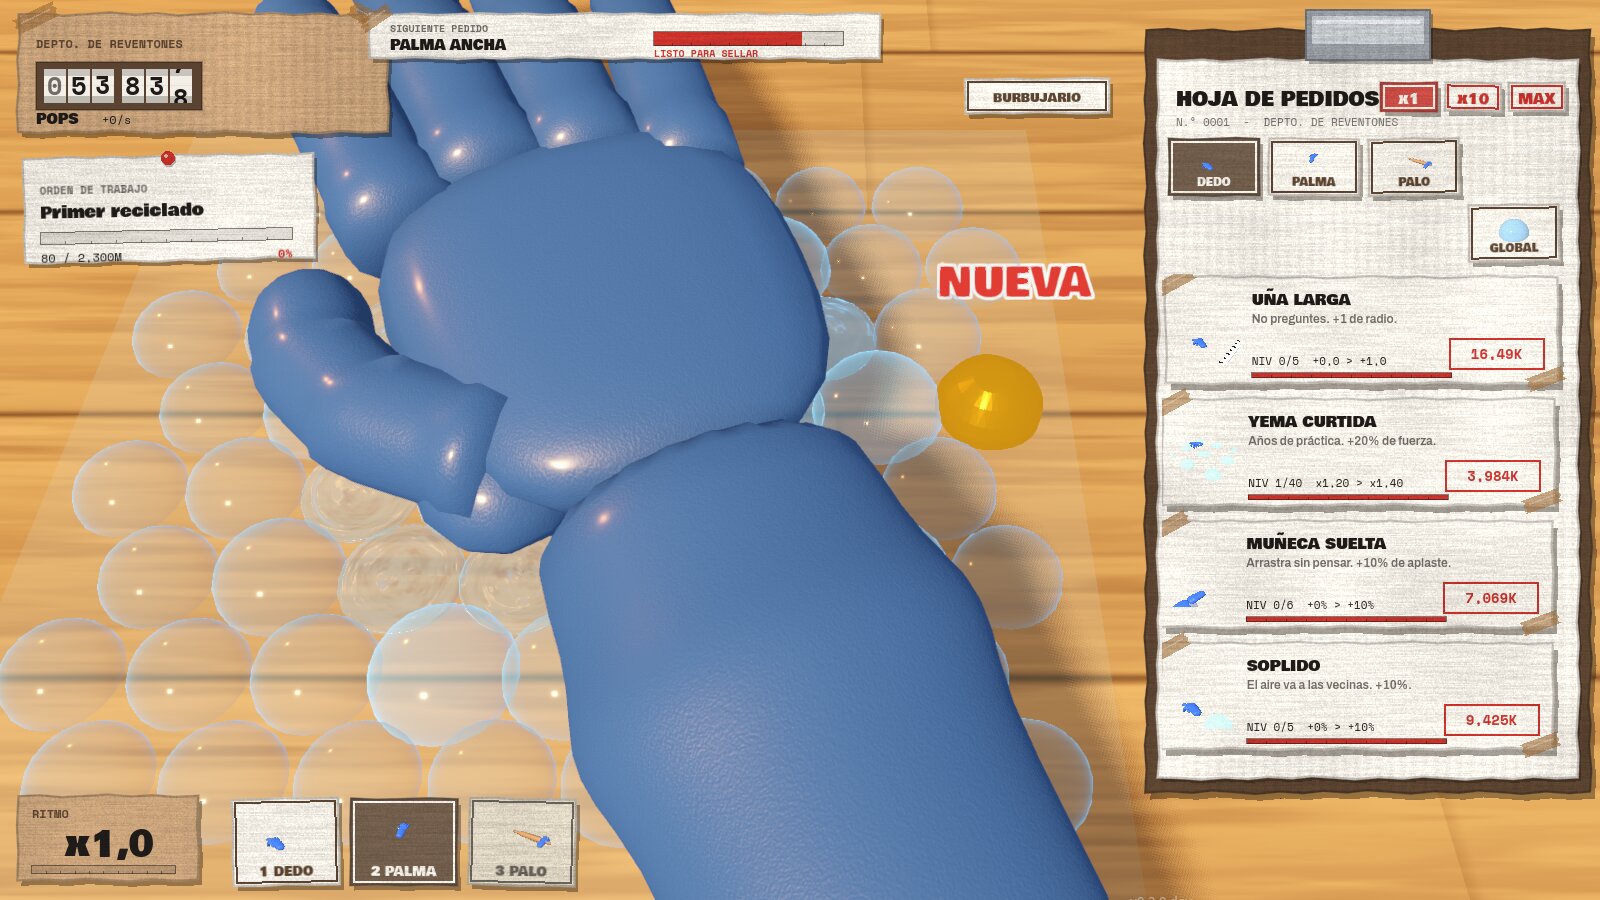 DEPTO. DE REVENTONES
POPS +0/s
SIGUIENTE PEDIDO
PALMA ANCHA
LISTO PARA SELLAR
BURBUJARIO
ORDEN DE TRABAJO
Primer reciclado
80 / 2,300M 0%
NUEVA
HOJA DE PEDIDOS x1 x10 MAX
N.° 0001 - DEPTO. DE REVENTONES
DEDO PALMA PALO
GLOBAL
UÑA LARGA
No preguntes. +1 de radio.
NIV 0/5 +0,0 > +1,0 16,49K
YEMA CURTIDA
Años de práctica. +20% de fuerza.
NIV 1/40 x1,20 > x1,40 3,984K
MUÑECA SUELTA
Arrastra sin pensar. +10% de aplaste.
NIV 0/6 +0% > +10% 7,069K
SOPLIDO
El aire va a las vecinas. +10%.
NIV 0/5 +0% > +10% 9,425K
RITMO
x1,0
1 DEDO 2 PALMA 3 PALO